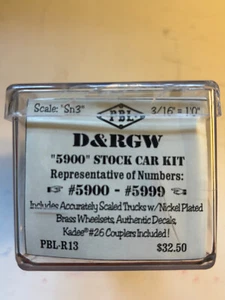 Scale: "Sn3"
PBL
3/16" = 1'0"
D&RGW
"5900" STOCK CAR KIT
Representative of Numbers:
☞ #5900 - #5999 ☜
Includes Accurately Scaled Trucks w/Nickel Plated
Brass Wheelsets, Authentic Decals,
Kadee® #26 Couplers Included!
PBL-R13
$32.50